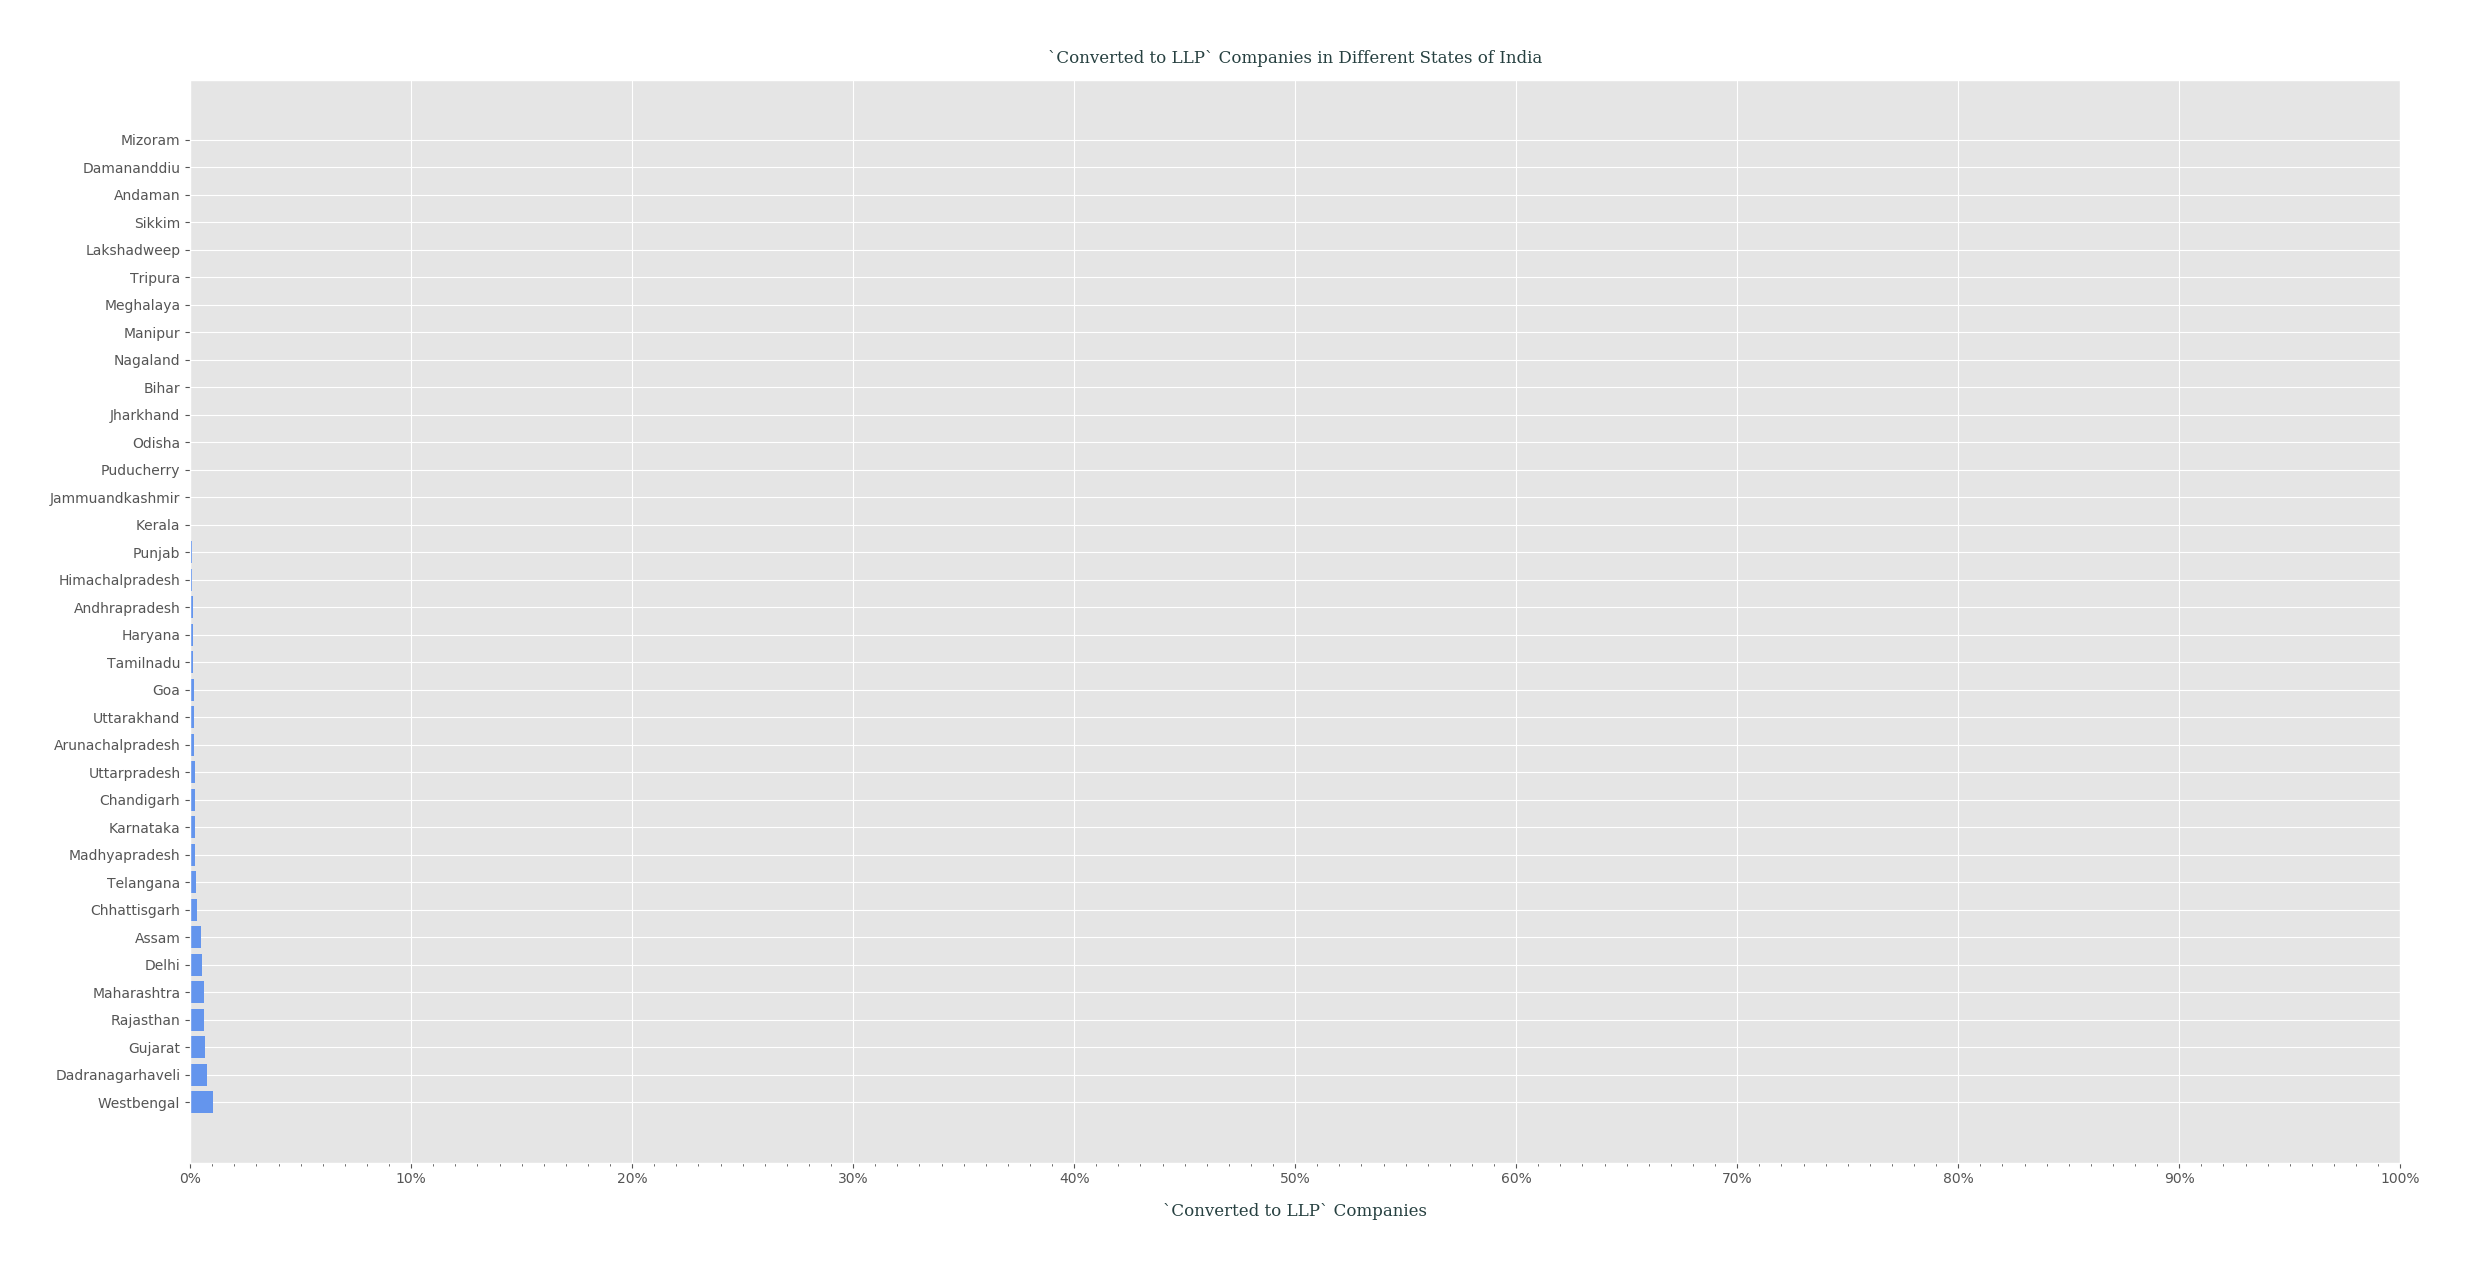 `Converted to LLP` Companies in Different States of India
Mizoram
Damananddiu
Andaman
Sikkim
Lakshadweep
Tripura
Meghalaya
Manipur
Nagaland
Bihar
Jharkhand
Odisha
Puducherry
Jammuandkashmir
Kerala
Punjab
Himachalpradesh
Andhrapradesh
Haryana
Tamilnadu
Goa
Uttarakhand
Arunachalpradesh
Uttarpradesh
Chandigarh
Karnataka
Madhyapradesh
Telangana
Chhattisgarh
Assam
Delhi
Maharashtra
Rajasthan
Gujarat
Dadranagarhaveli
Westbengal
0% 10% 20% 30% 40% 50% 60% 70% 80% 90% 100%
`Converted to LLP` Companies